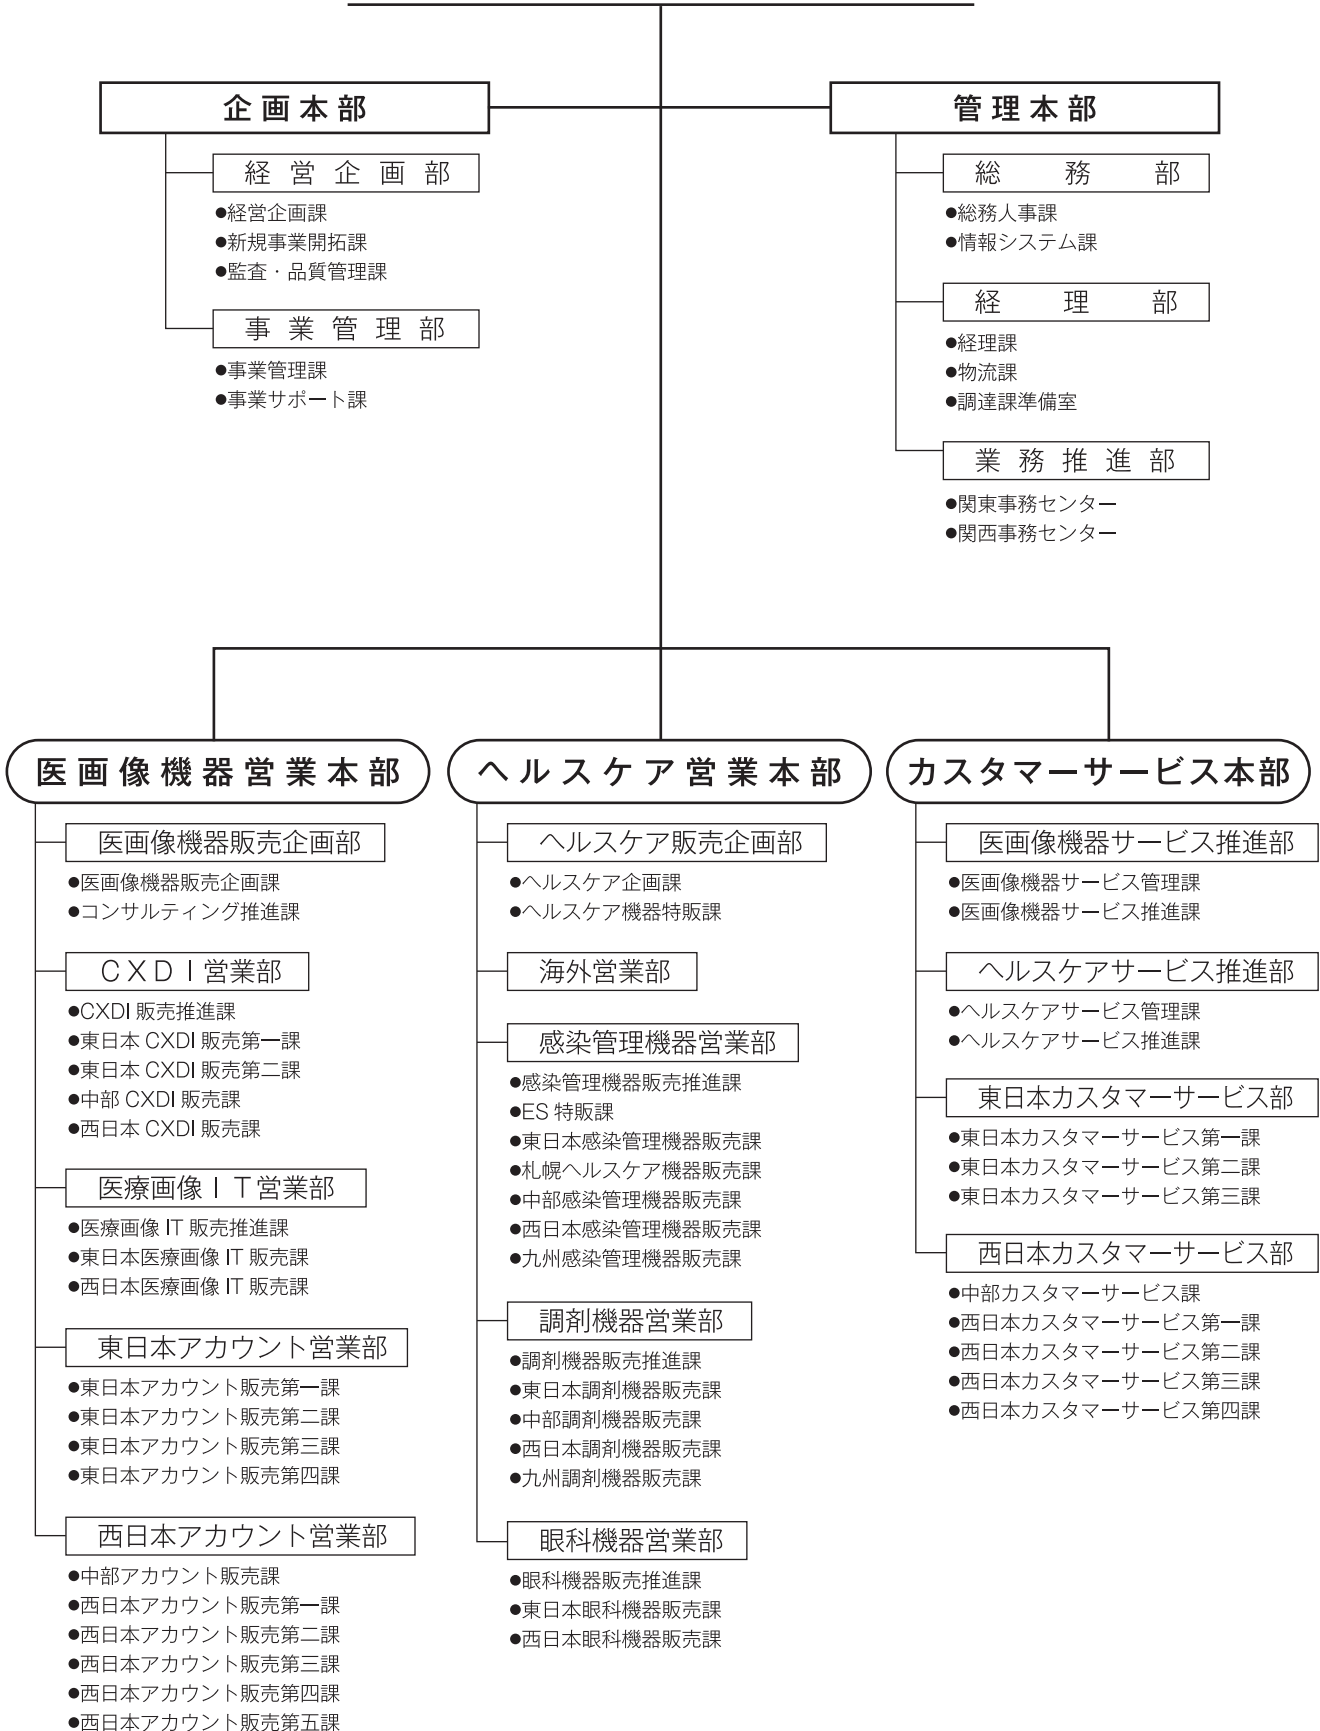 企画本部
経営企画部
●経営企画課
●新規事業開拓課
●監査・品質管理課
事業管理部
●事業管理課
●事業サポート課
管理本部
総務部
●総務人事課
●情報システム課
経理部
●経理課
●物流課
●調達課準備室
業務推進部
●関東事務センター
●関西事務センター
医画像機器営業本部
医画像機器販売企画部
●医画像機器販売企画課
●コンサルティング推進課
CXDI営業部
●CXDI 販売推進課
●東日本 CXDI 販売第一課
●東日本 CXDI 販売第二課
●中部 CXDI 販売課
●西日本 CXDI 販売課
医療画像IT営業部
●医療画像 IT 販売推進課
●東日本医療画像 IT 販売課
●西日本医療画像 IT 販売課
東日本アカウント営業部
●東日本アカウント販売第一課
●東日本アカウント販売第二課
●東日本アカウント販売第三課
●東日本アカウント販売第四課
西日本アカウント営業部
●中部アカウント販売課
●西日本アカウント販売第一課
●西日本アカウント販売第二課
●西日本アカウント販売第三課
●西日本アカウント販売第四課
●西日本アカウント販売第五課
ヘルスケア営業本部
ヘルスケア販売企画部
●ヘルスケア企画課
●ヘルスケア機器特販課
海外営業部
感染管理機器営業部
●感染管理機器販売推進課
●ES 特販課
●東日本感染管理機器販売課
●札幌ヘルスケア機器販売課
●中部感染管理機器販売課
●西日本感染管理機器販売課
●九州感染管理機器販売課
調剤機器営業部
●調剤機器販売推進課
●東日本調剤機器販売課
●中部調剤機器販売課
●西日本調剤機器販売課
●九州調剤機器販売課
眼科機器営業部
●眼科機器販売推進課
●東日本眼科機器販売課
●西日本眼科機器販売課
カスタマーサービス本部
医画像機器サービス推進部
●医画像機器サービス管理課
●医画像機器サービス推進課
ヘルスケアサービス推進部
●ヘルスケアサービス管理課
●ヘルスケアサービス推進課
東日本カスタマーサービス部
●東日本カスタマーサービス第一課
●東日本カスタマーサービス第二課
●東日本カスタマーサービス第三課
西日本カスタマーサービス部
●中部カスタマーサービス課
●西日本カスタマーサービス第一課
●西日本カスタマーサービス第二課
●西日本カスタマーサービス第三課
●西日本カスタマーサービス第四課